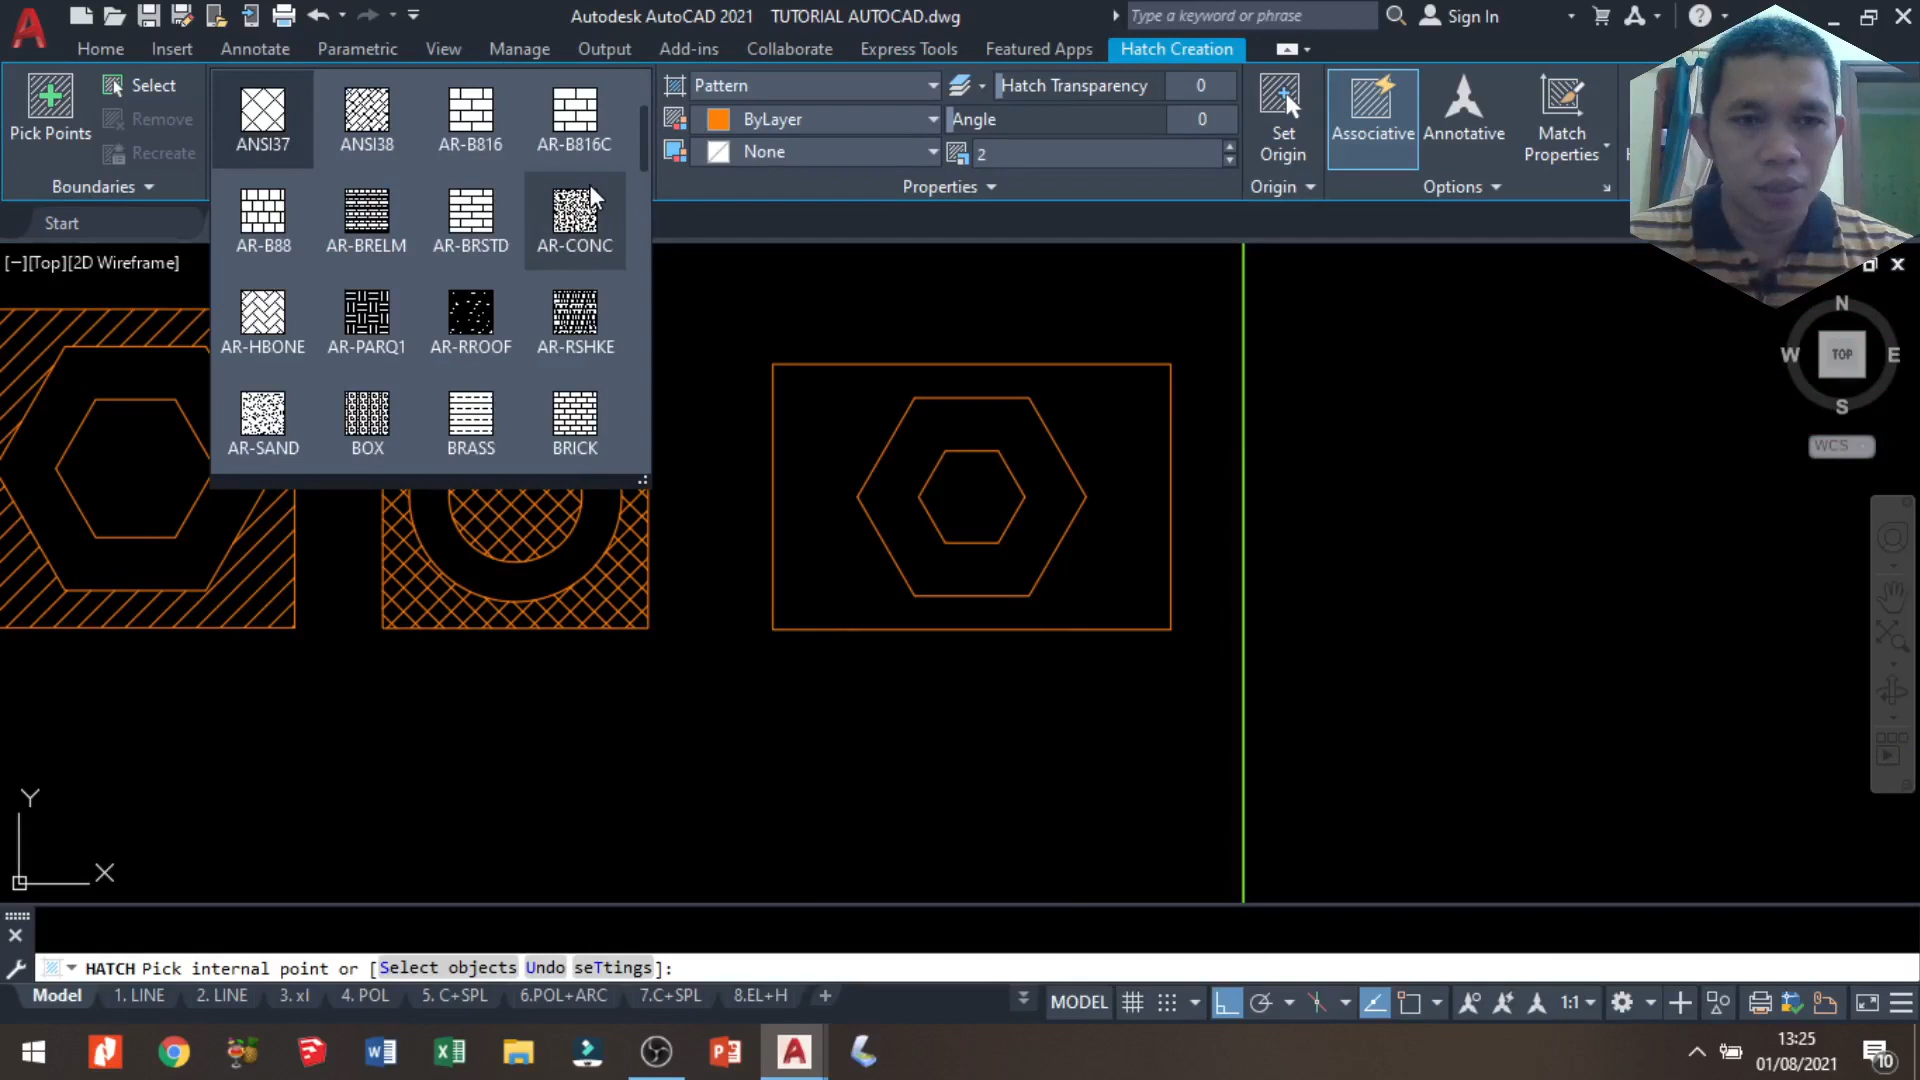 Autodesk AutoCAD 2021 TUTORIAL AUTOCAD.dwg
Type a keyword or phrase
Sign In
Home Insert Annotate Parametric View Manage Output Add-ins Collaborate Express Tools Featured Apps Hatch Creation
Pick Points
Select
Remove
Recreate
Boundaries
ANSI37 ANSI38 AR-B816 AR-B816C
AR-B88 AR-BRELM AR-BRSTD AR-CONC
AR-HBONE AR-PARQ1 AR-RROOF AR-RSHKE
AR-SAND BOX BRASS BRICK
Pattern
ByLayer
None
Hatch Transparency 0
Angle 0
2
Properties
Set
Origin
Origin
Associative
Annotative
Match
Properties
Options
Start
[−][Top][2D Wireframe]
N
W TOP E
S
WCS
Y
X
HATCH Pick internal point or [Select objects Undo seTtings]:
Model 1. LINE 2. LINE 3. xl 4. POL 5. C+SPL 6.POL+ARC 7.C+SPL 8.EL+H
MODEL
1:1
13:25
01/08/2021
10